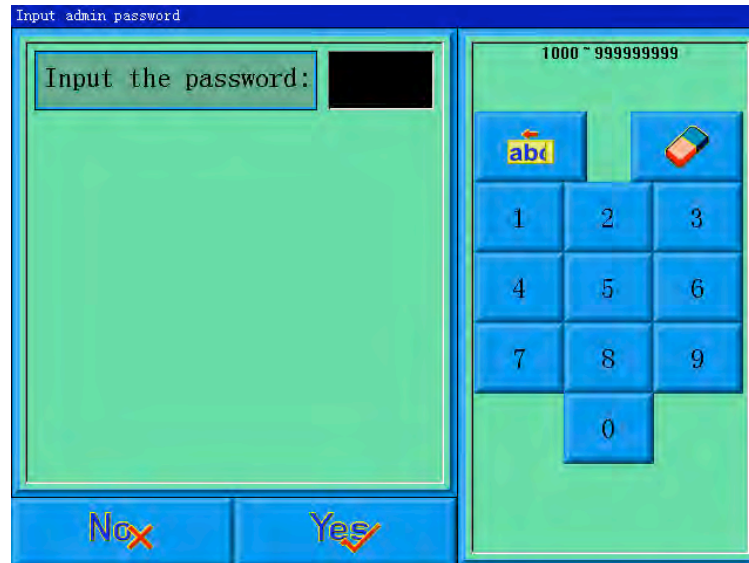 Input admin password
Input the password:
1000~999999999
abc
1 2 3
4 5 6
7 8 9
0
No Yes